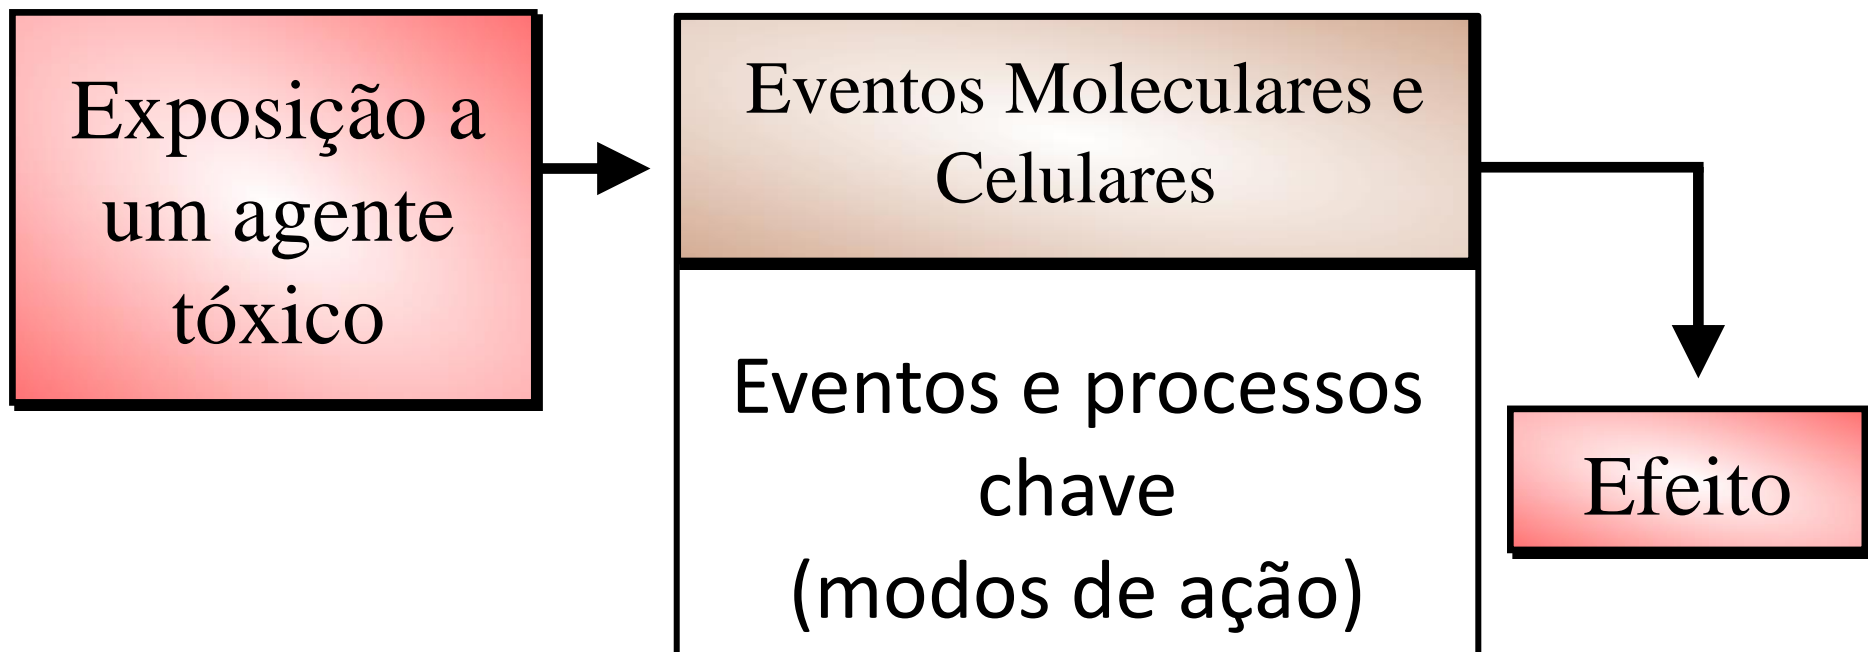 Exposição a
um agente
tóxico
Eventos Moleculares e
Celulares
Eventos e processos
chave
(modos de ação)
Efeito